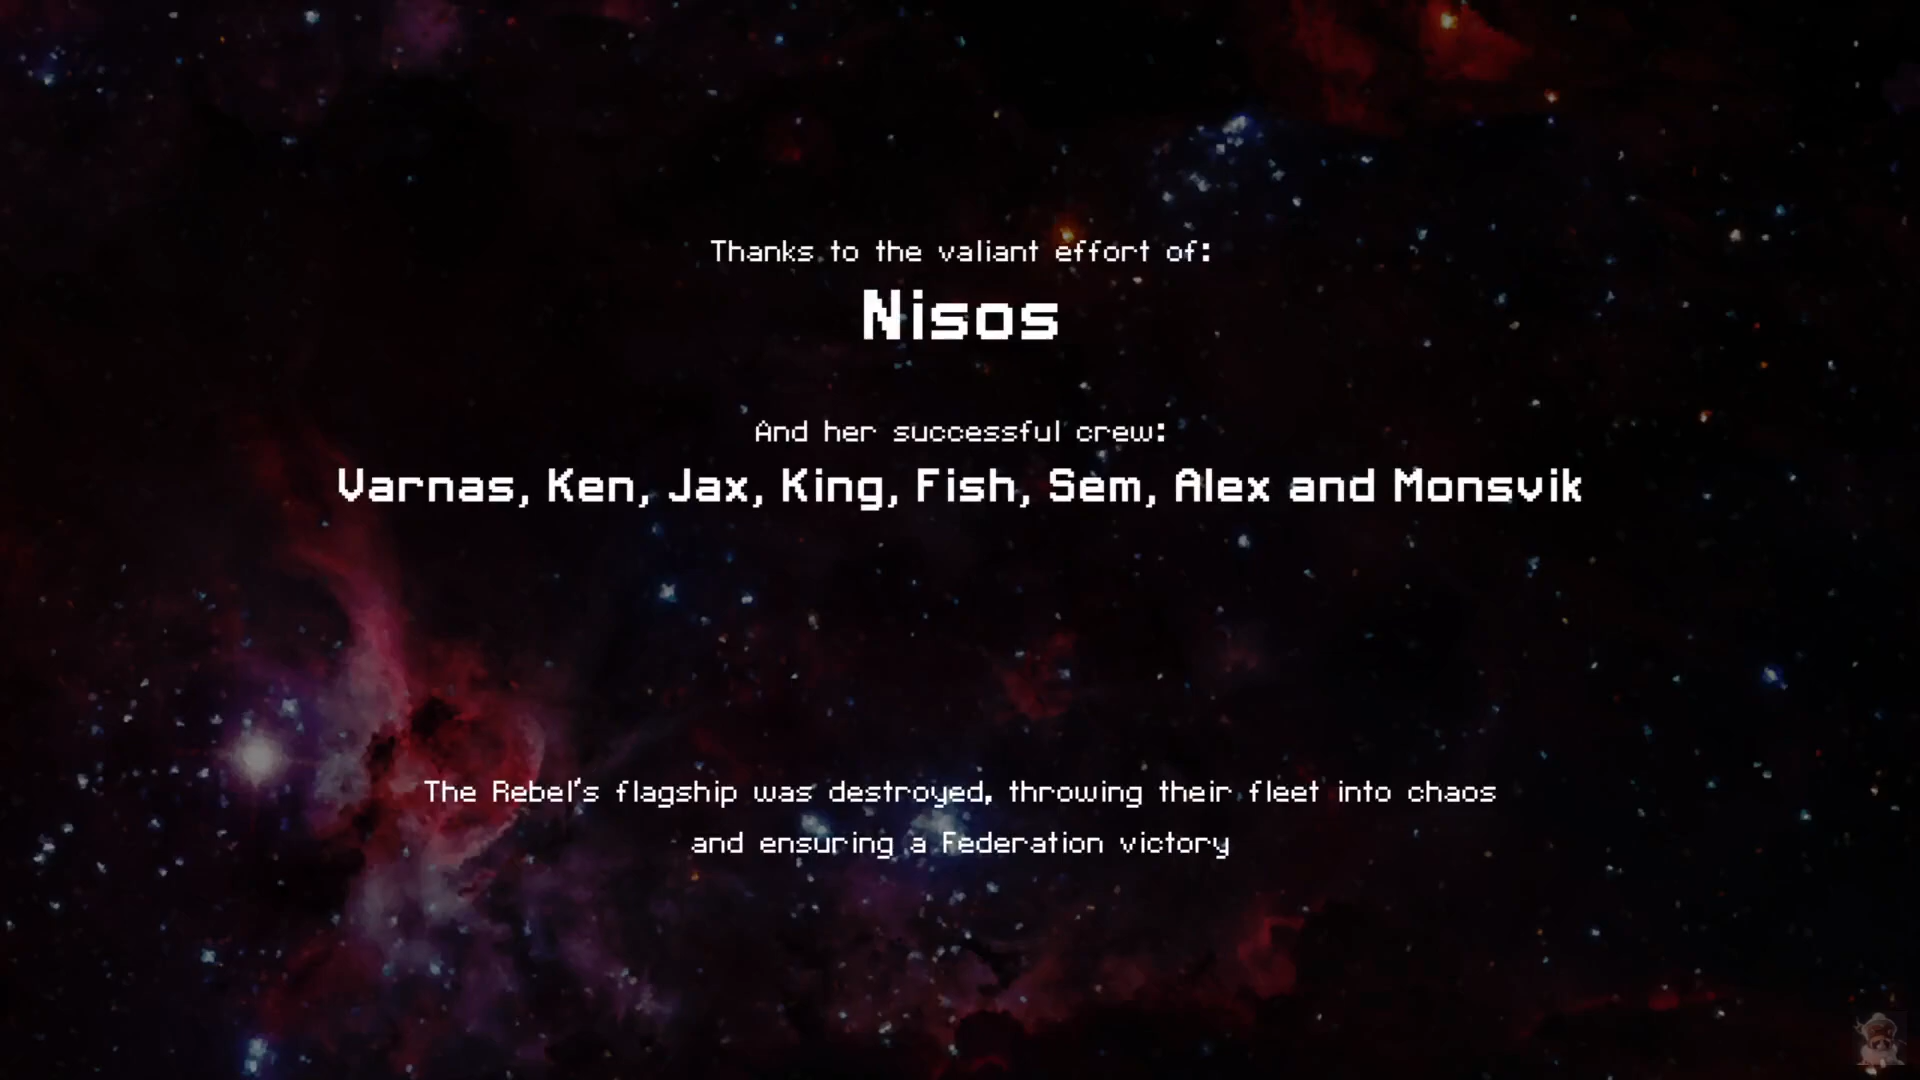 Thanks to the valiant effort of:
Nisos
And her successful crew:
Varnas, Ken, Jax, King, Fish, Sem, Alex and Monsvik
The Rebel's flagship was destroyed, throwing their fleet into chaos
and ensuring a Federation victory